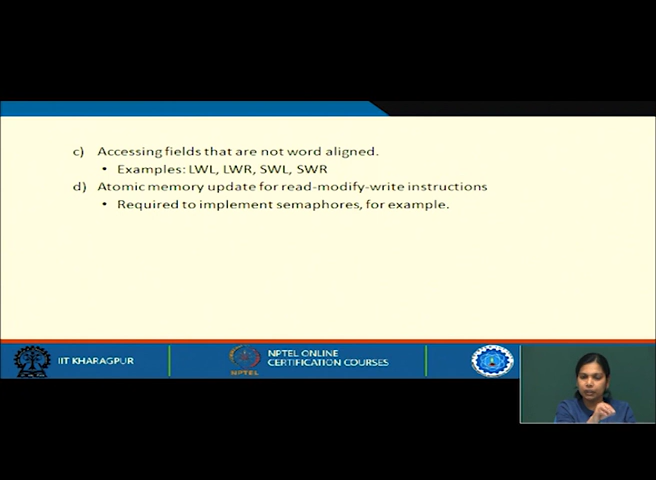 c) Accessing fields that are not word aligned.
• Examples: LWL, LWR, SWL, SWR
d) Atomic memory update for read-modify-write instructions
• Required to implement semaphores, for example.
IIT KHARAGPUR
NPTEL
NPTEL ONLINE
CERTIFICATION COURSES